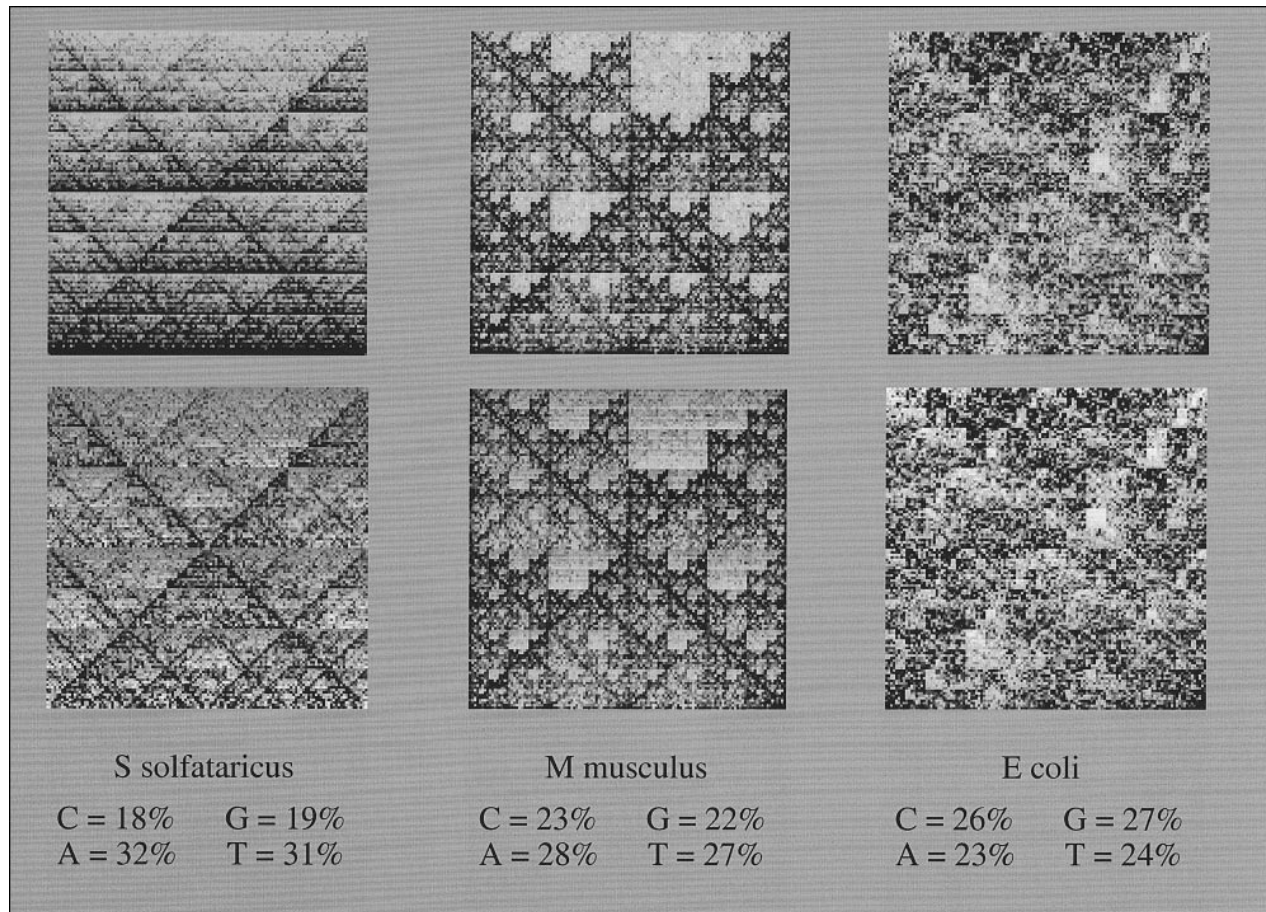 S solfataricus M musculus E coli
C = 18% G = 19% C = 23% G = 22% C = 26% G = 27%
A = 32% T = 31% A = 28% T = 27% A = 23% T = 24%